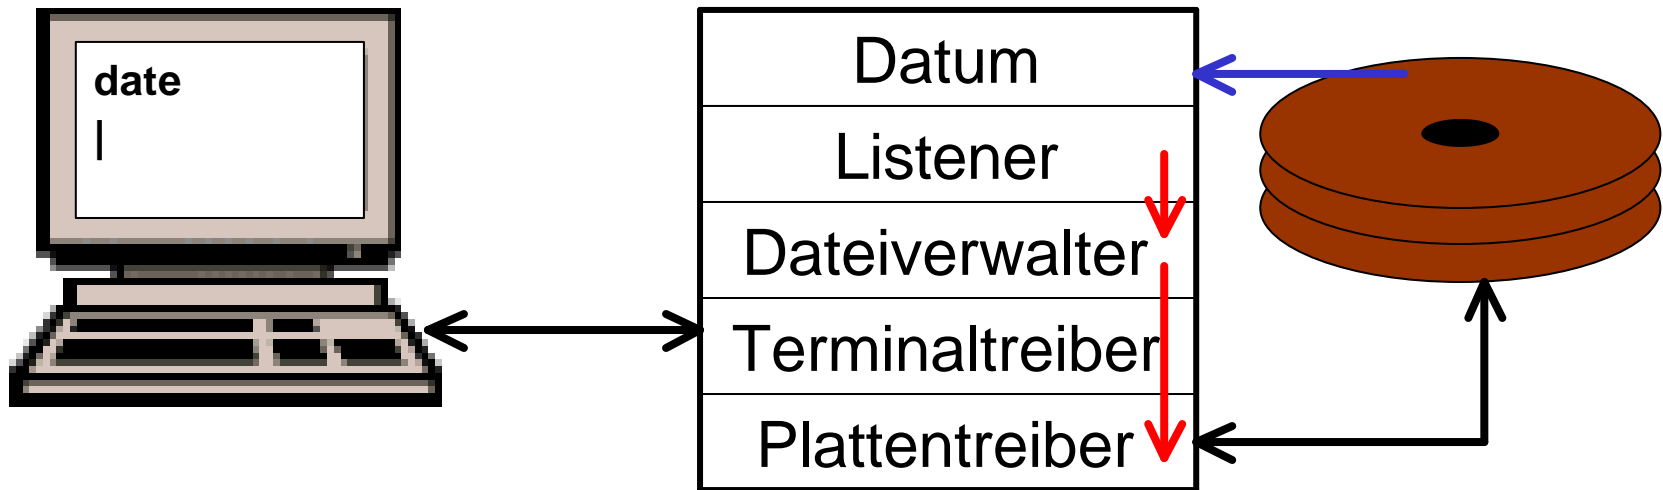 date
|
Datum
Listener
Dateiverwalter
Terminaltreiber
Plattentreiber